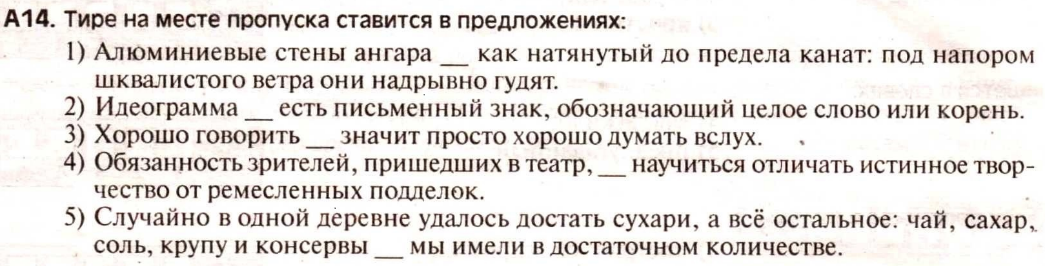 А14. Тире на месте пропуска ставится в предложениях:
1) Алюминиевые стены ангара __ как натянутый до предела канат: под напором
шквалистого ветра они надрывно гудят.
2) Идеограмма __ есть письменный знак, обозначающий целое слово или корень.
3) Хорошо говорить __ значит просто хорошо думать вслух.
4) Обязанность зрителей, пришедших в театр, __ научиться отличать истинное твор-
чество от ремесленных подделок.
5) Случайно в одной деревне удалось достать сухари, а всё остальное: чай, сахар,
соль, крупу и консервы __ мы имели в достаточном количестве.